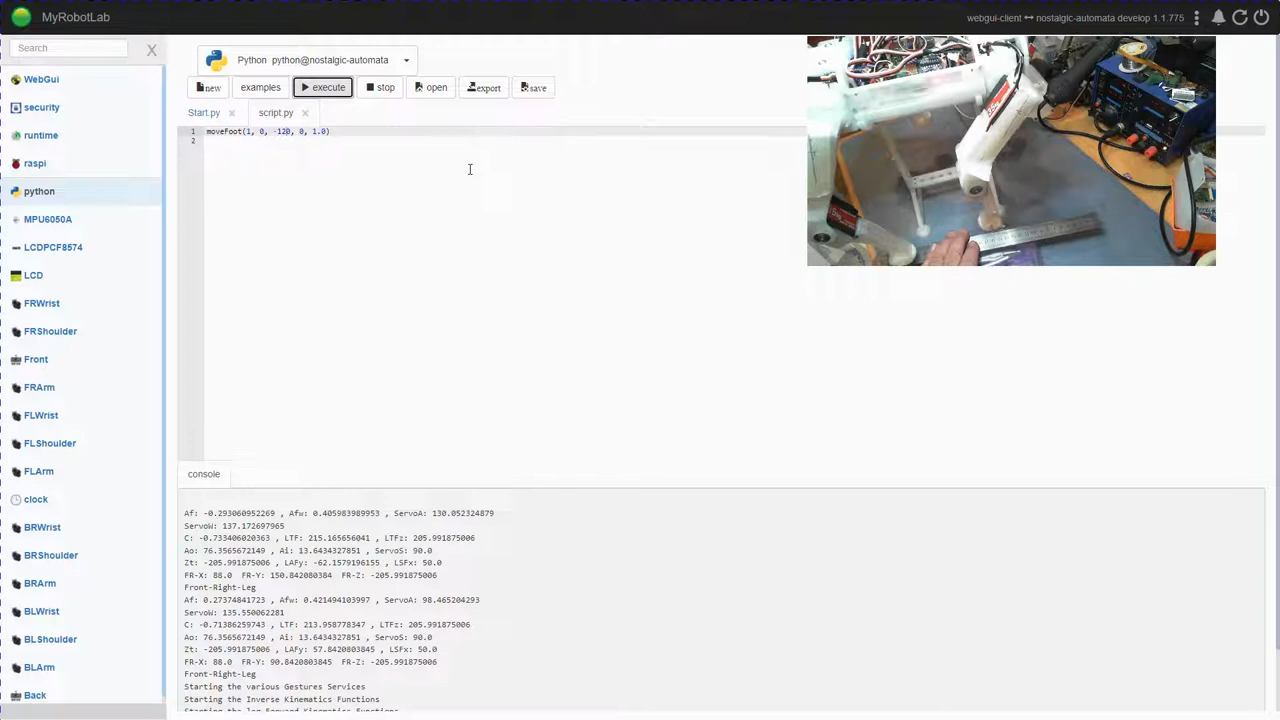 MyRobotLab
webgui-client ↔ nostalgic-automata develop 1.1.775
Search
X
WebGui
security
runtime
raspi
python
MPU6050A
LCDPCF8574
LCD
FRWrist
FRShoulder
Front
FRArm
FLWrist
FLShoulder
FLArm
clock
BRWrist
BRShoulder
BRArm
BLWrist
BLShoulder
BLArm
Back
Python python@nostalgic-automata
new examples execute stop open export save
Start.py × script.py ×
1 moveFoot(1, 0, -120, 0, 1.0)
2
console
Af: -0.293060952269 , Afw: 0.405983989953 , ServoA: 130.052324879
ServoW: 137.172697965
C: -0.733406020363 , LTF: 215.165656041 , LTFz: 205.991875006
Ao: 76.3565672149 , Ai: 13.6434327851 , ServoS: 90.0
Zt: -205.991875006 , LAFy: -62.1579196155 , LSFx: 50.0
FR-X: 88.0 FR-Y: 150.842080384 FR-Z: -205.991875006
Front-Right-Leg
Af: 0.27374841723 , Afw: 0.421494103997 , ServoA: 98.465204293
ServoW: 135.550062281
C: -0.71386259743 , LTF: 213.958778347 , LTFz: 205.991875006
Ao: 76.3565672149 , Ai: 13.6434327851 , ServoS: 90.0
Zt: -205.991875006 , LAFy: 57.8420803845 , LSFx: 50.0
FR-X: 88.0 FR-Y: 90.8420803845 FR-Z: -205.991875006
Front-Right-Leg
Starting the various Gestures Services
Starting the Inverse Kinematics Functions
Starting the leg Forward Kinematics Functions